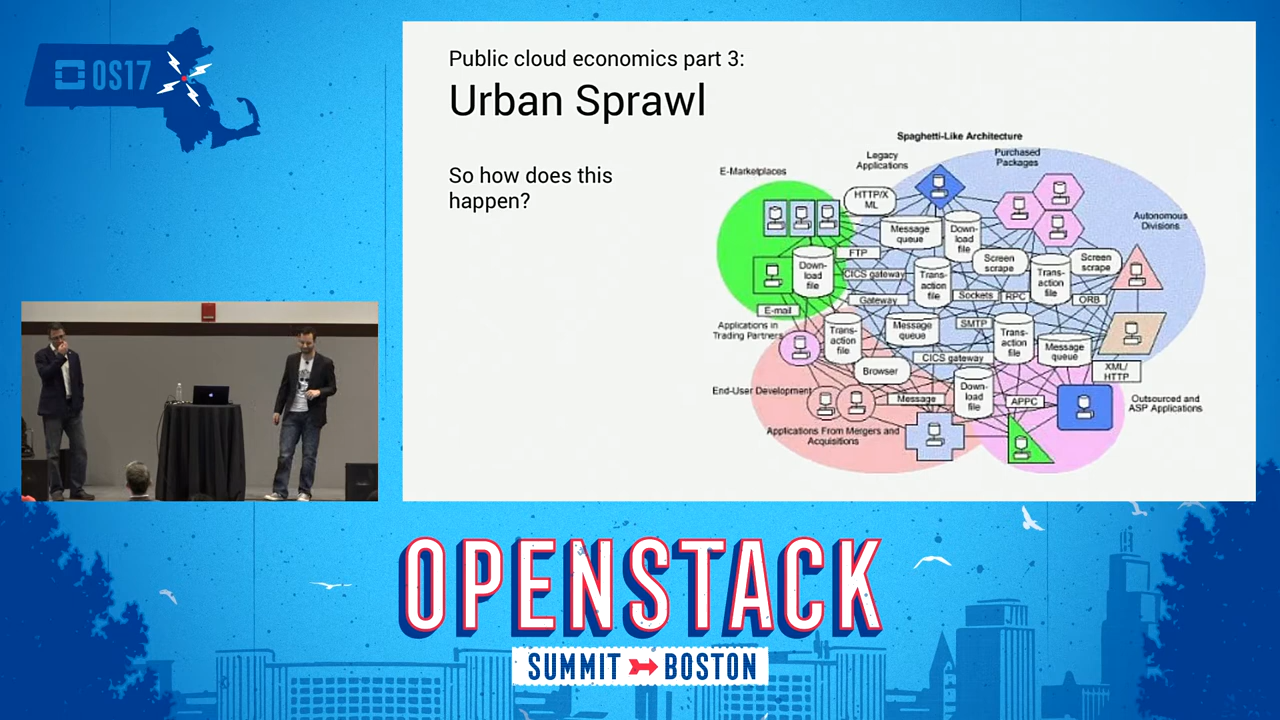 OS17
Public cloud economics part 3:
Urban Sprawl
So how does this
happen?
Spaghetti-Like Architecture
E-Marketplaces
Legacy
Applications
Purchased
Packages
Autonomous
Divisions
HTTP/X
ML
Message
queue
Down-
load
file
Screen
scrape
Screen
scrape
Down-
load
file
FTP
CICS gateway
Trans-
action
file
Trans-
action
file
Gateway
Sockets
RPC
ORB
E-mail
Applications in
Trading Partners
Trans-
action
file
Message
queue
SMTP
Trans-
action
file
Message
queue
CICS gateway
XML/
HTTP
Browser
End-User Development
Message
Down-
load
file
APPC
Outsourced and
ASP Applications
Applications From Mergers and
Acquisitions
OPENSTACK
SUMMIT BOSTON